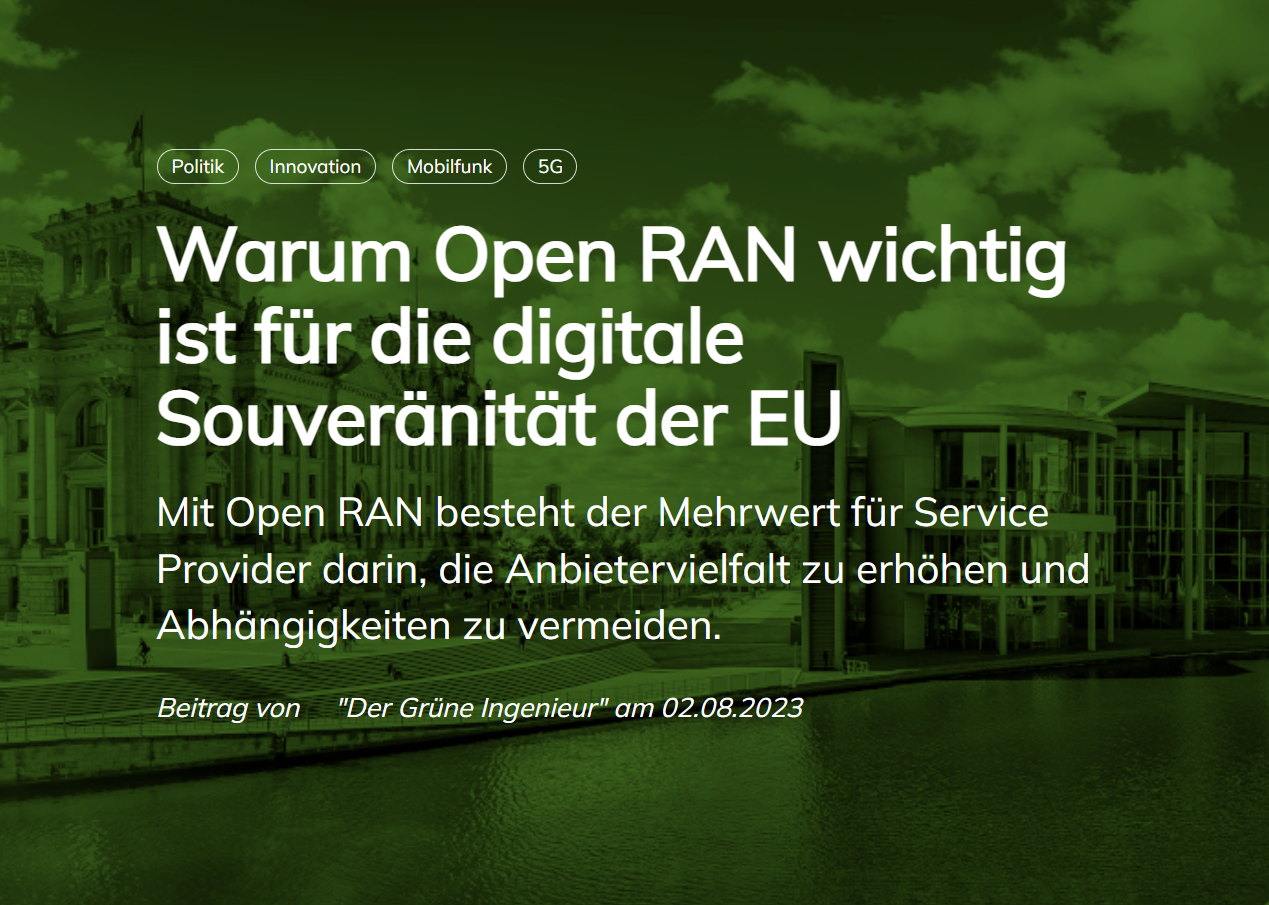 Politik Innovation Mobilfunk 5G
Warum Open RAN wichtig
ist für die digitale
Souveränität der EU
Mit Open RAN besteht der Mehrwert für Service
Provider darin, die Anbietervielfalt zu erhöhen und
Abhängigkeiten zu vermeiden.
Beitrag von "Der Grüne Ingenieur" am 02.08.2023